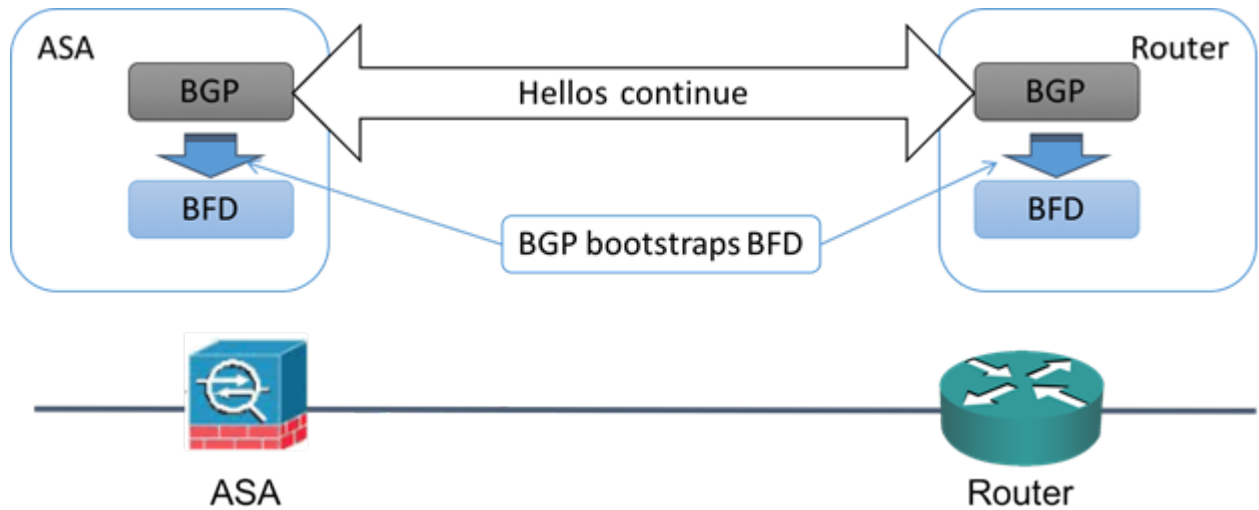 ASA
Router
BGP
Hellos continue
BGP
BFD
BFD
BGP bootstraps BFD
ASA
Router